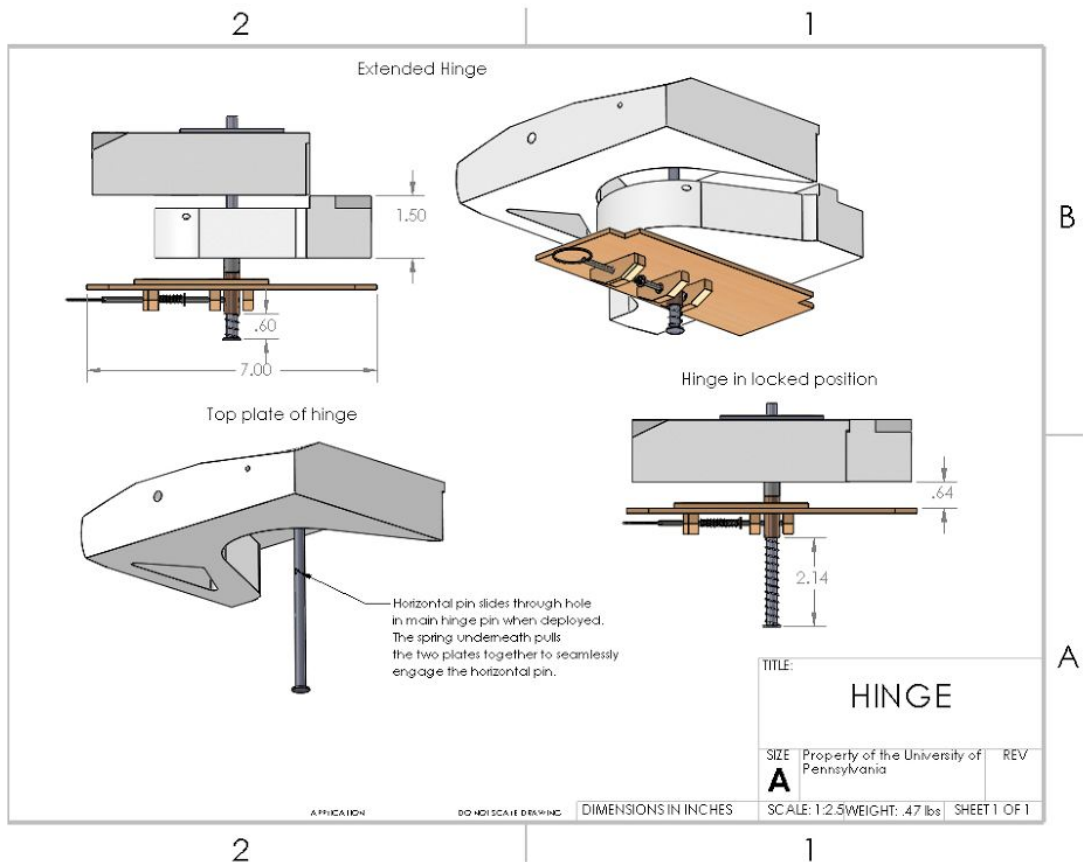 2
1
Extended Hinge
B
1.50
.60
7.00
Hinge in locked position
Top plate of hinge
.64
2.14
Horizontal pin slides through hole
in main hinge pin when deployed.
The spring underneath pulls
the two plates together to seamlessly
engage the horizontal pin.
A
TITLE:
HINGE
SIZE
A
Property of the University of
Pennsylvania
REV
APPLICATION
DO NOT SCALE DRAWING
DIMENSIONS IN INCHES
SCALE: 1:2.5 WEIGHT: .47 lbs SHEET 1 OF 1
2
1